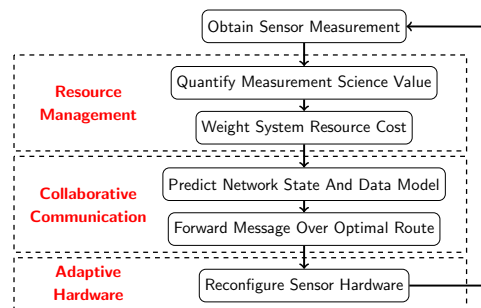 Obtain Sensor Measurement
Resource
Management
Quantify Measurement Science Value
Weight System Resource Cost
Collaborative
Communication
Predict Network State And Data Model
Forward Message Over Optimal Route
Adaptive
Hardware
Reconfigure Sensor Hardware